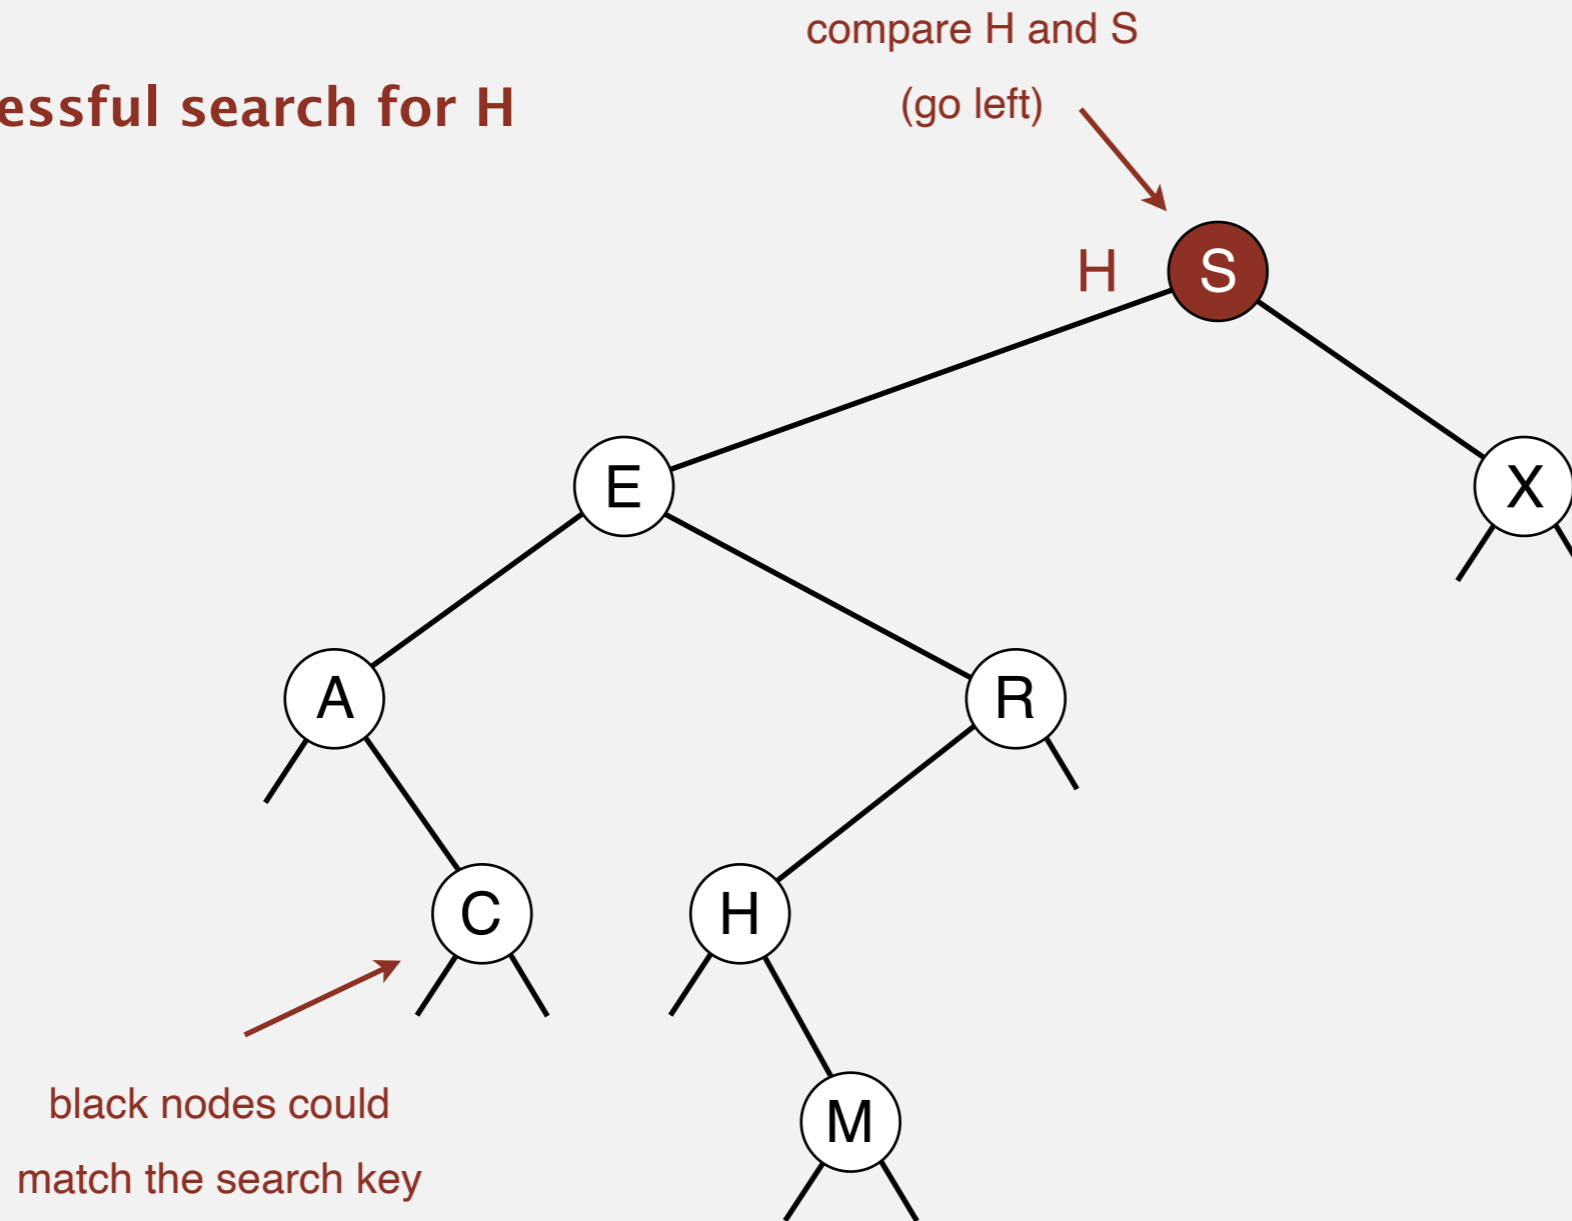 compare H and S
essful search for H
(go left)
H S
E X
A R
C H
black nodes could
M
match the search key